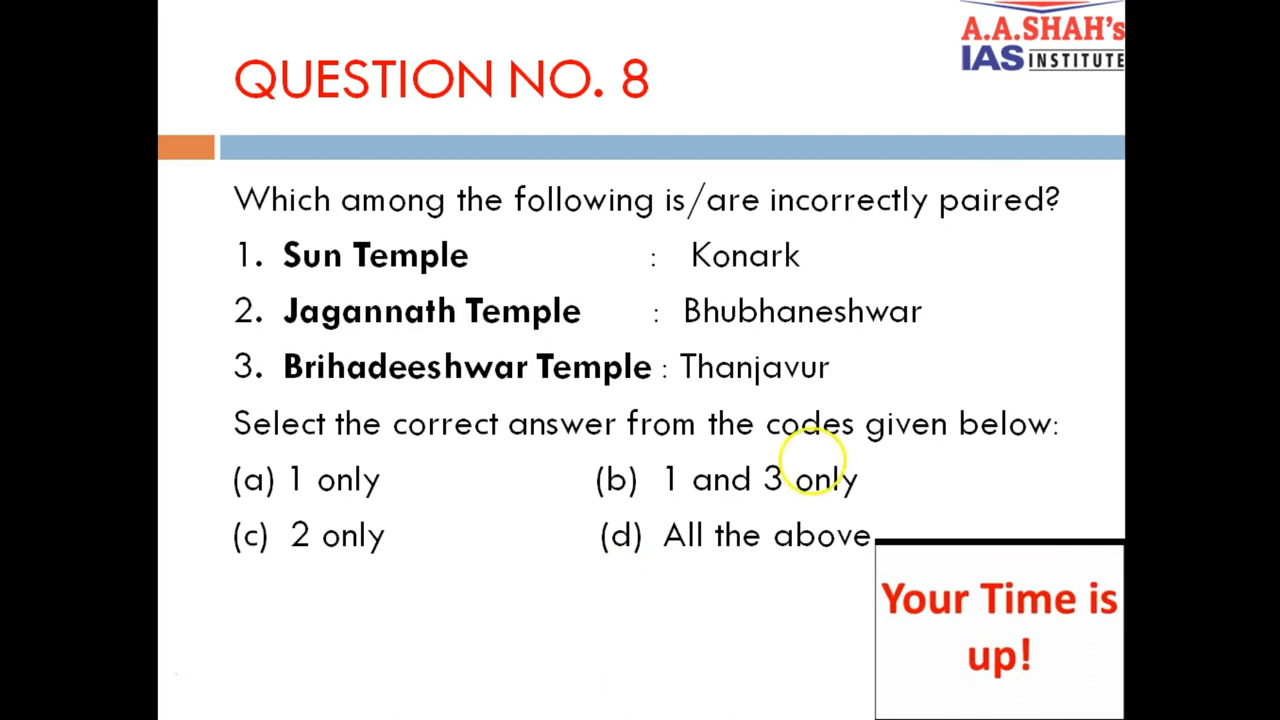 A.A.SHAH's
IAS INSTITUTE
QUESTION NO. 8
Which among the following is/are incorrectly paired?
1. Sun Temple : Konark
2. Jagannath Temple : Bhubhaneshwar
3. Brihadeeshwar Temple : Thanjavur
Select the correct answer from the codes given below:
(a) 1 only (b) 1 and 3 only
(c) 2 only (d) All the above
Your Time is
up!